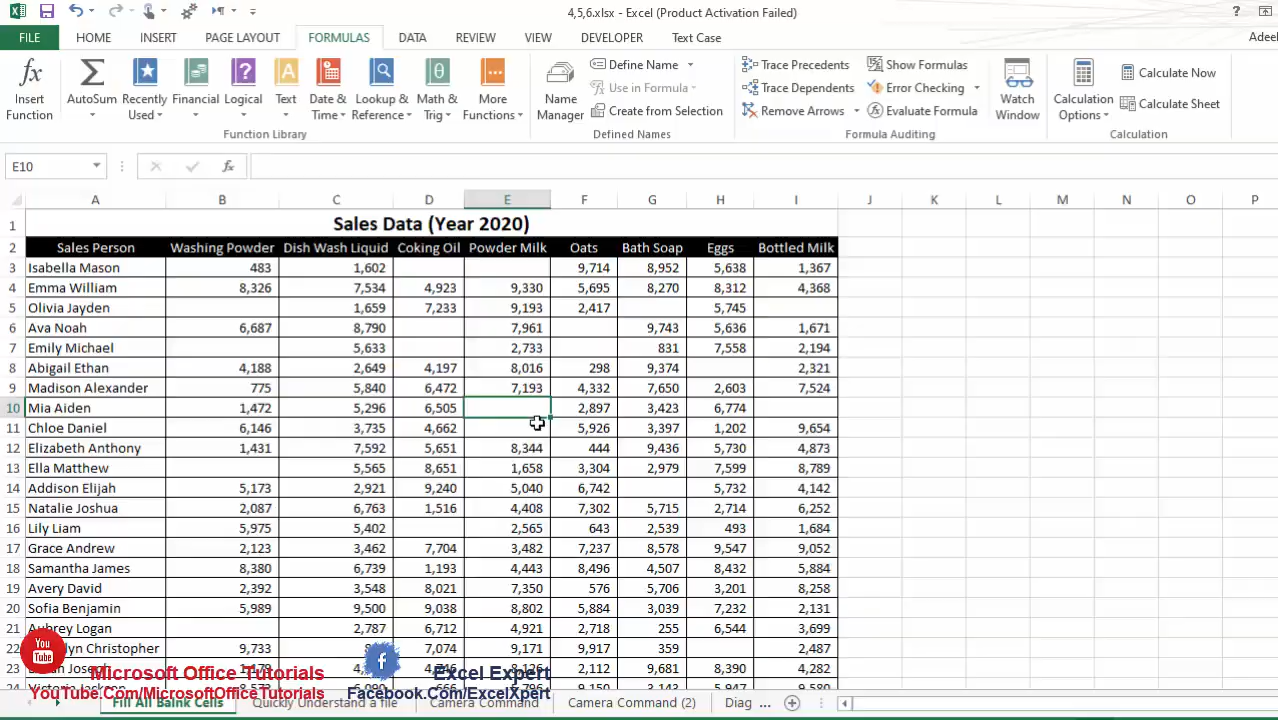 4,5,6.xlsx - Excel (Product Activation Failed)
? Adeel
FILE HOME INSERT PAGE LAYOUT FORMULAS DATA REVIEW VIEW DEVELOPER Text Case
fx Insert Function
Σ AutoSum
Recently Used
Financial
Logical
Text
Date & Time
Lookup & Reference
Math & Trig
More Functions
Function Library
Name Manager
Define Name
Use in Formula
Create from Selection
Defined Names
Trace Precedents
Trace Dependents
Remove Arrows
Show Formulas
Error Checking
Evaluate Formula
Formula Auditing
Watch Window
Calculation Options
Calculate Now
Calculate Sheet
Calculation
E10 fx
A B C D E F G H I J K L M N O P
1 Sales Data (Year 2020)
2 Sales Person Washing Powder Dish Wash Liquid Coking Oil Powder Milk Oats Bath Soap Eggs Bottled Milk
3 Isabella Mason 483 1,602 9,714 8,952 5,638 1,367
4 Emma William 8,326 7,534 4,923 9,330 5,695 8,270 8,312 4,368
5 Olivia Jayden 1,659 7,233 9,193 2,417 5,745
6 Ava Noah 6,687 8,790 7,961 9,743 5,636 1,671
7 Emily Michael 5,633 2,733 831 7,558 2,194
8 Abigail Ethan 4,188 2,649 4,197 8,016 298 9,374 2,321
9 Madison Alexander 775 5,840 6,472 7,193 4,332 7,650 2,603 7,524
10 Mia Aiden 1,472 5,296 6,505 2,897 3,423 6,774
11 Chloe Daniel 6,146 3,735 4,662 5,926 3,397 1,202 9,654
12 Elizabeth Anthony 1,431 7,592 5,651 8,344 444 9,436 5,730 4,873
13 Ella Matthew 5,565 8,651 1,658 3,304 2,979 7,599 8,789
14 Addison Elijah 5,173 2,921 9,240 5,040 6,742 5,732 4,142
15 Natalie Joshua 2,087 6,763 1,516 4,408 7,302 5,715 2,714 6,252
16 Lily Liam 5,975 5,402 2,565 643 2,539 493 1,684
17 Grace Andrew 2,123 3,462 7,704 3,482 7,237 8,578 9,547 9,052
18 Samantha James 8,380 6,739 1,193 4,443 8,496 4,507 8,432 5,884
19 Avery David 2,392 3,548 8,021 7,350 576 5,706 3,201 8,258
20 Sofia Benjamin 5,989 9,500 9,038 8,802 5,884 3,039 7,232 2,131
21 Aubrey Logan 2,787 6,712 4,921 2,718 255 6,544 3,699
22 Christopher 9,733 7,074 9,171 9,917 359 2,487
23 2,112 9,681 8,390 4,282
24 9,150 3,143 5,947 9,580
You Tube
Microsoft Office Tutorials
YouTube.Com/MicrosoftOfficeTutorials
f
Excel Expert
Facebook.Com/ExcelXpert
Fill All Balnk Cells Quickly Understand a file Camera Command Camera Command (2) Diag ...